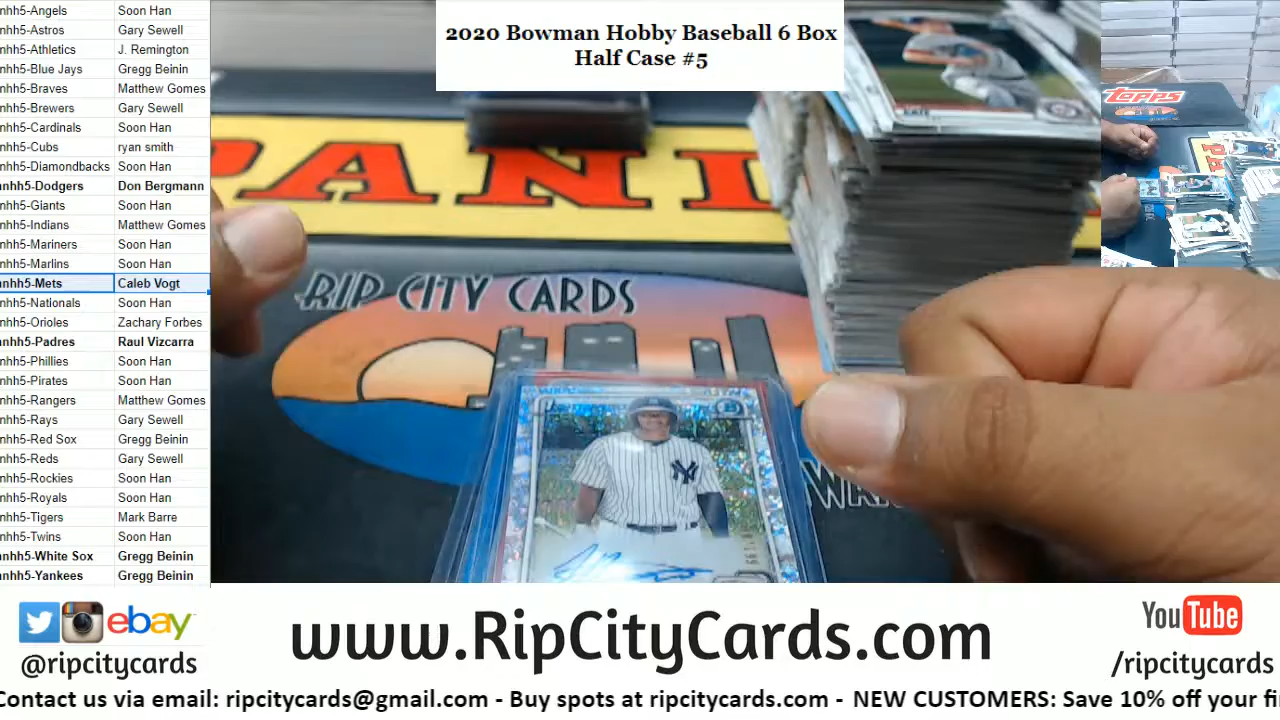 2020 Bowman Hobby Baseball 6 Box
Half Case #5
nhh5-Angels Soon Han
nhh5-Astros Gary Sewell
nhh5-Athletics J. Remington
nhh5-Blue Jays Gregg Beinin
nhh5-Braves Matthew Gomes
nhh5-Brewers Gary Sewell
nhh5-Cardinals Soon Han
nhh5-Cubs ryan smith
nhh5-Diamondbacks Soon Han
nhh5-Dodgers Don Bergmann
nhh5-Giants Soon Han
nhh5-Indians Matthew Gomes
nhh5-Mariners Soon Han
nhh5-Marlins Soon Han
nhh5-Mets Caleb Vogt
nhh5-Nationals Soon Han
nhh5-Orioles Zachary Forbes
nhh5-Padres Raul Vizcarra
nhh5-Phillies Soon Han
nhh5-Pirates Soon Han
nhh5-Rangers Matthew Gomes
nhh5-Rays Gary Sewell
nhh5-Red Sox Gregg Beinin
nhh5-Reds Gary Sewell
nhh5-Rockies Soon Han
nhh5-Royals Soon Han
nhh5-Tigers Mark Barre
nhh5-Twins Soon Han
nhh5-White Sox Gregg Beinin
nhh5-Yankees Gregg Beinin
PANI
RIP CITY CARDS
NY
topps
ebay
@ripcitycards
www.RipCityCards.com
YouTube
/ripcitycards
Contact us via email: ripcitycards@gmail.com - Buy spots at ripcitycards.com - NEW CUSTOMERS: Save 10% off your fi